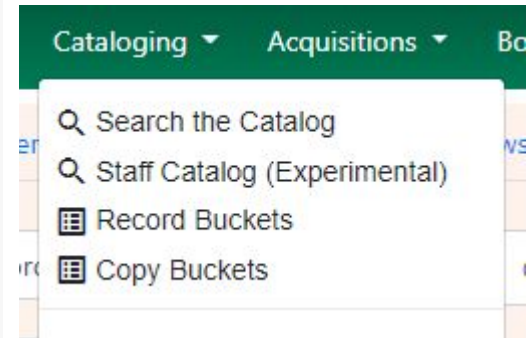 Cataloging Acquisitions
Search the Catalog
Staff Catalog (Experimental)
Record Buckets
Copy Buckets